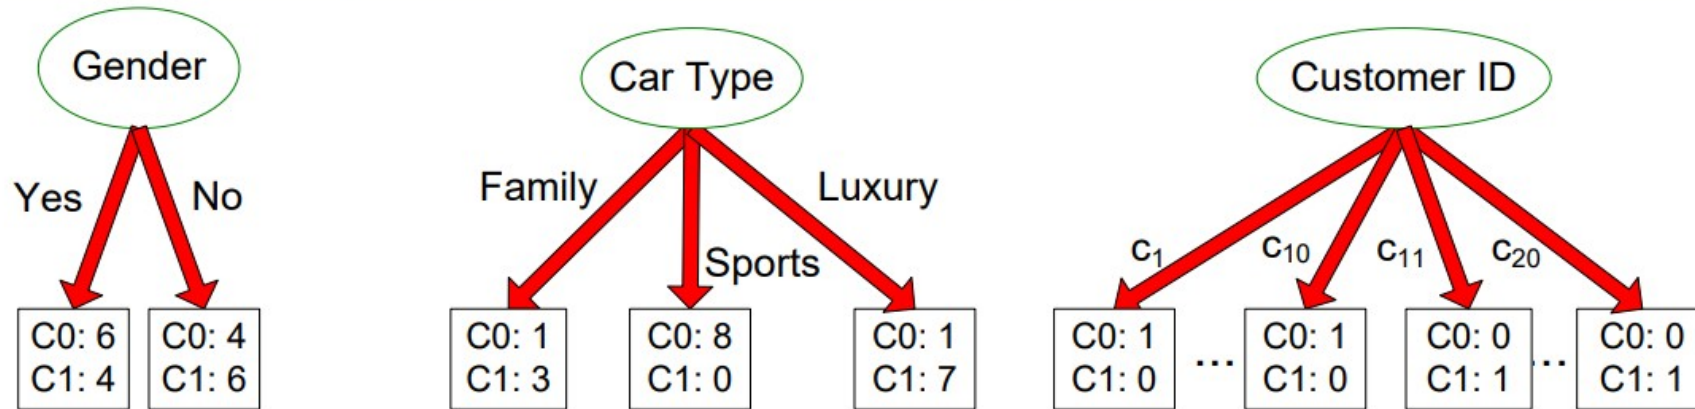 Gender
Yes
No
C0: 6
C1: 4
C0: 4
C1: 6
Car Type
Family
Sports
Luxury
C0: 1
C1: 3
C0: 8
C1: 0
C0: 1
C1: 7
Customer ID
c₁
c₁₀
c₁₁
c₂₀
C0: 1
C1: 0
...
C0: 1
C1: 0
C0: 0
C1: 1
...
C0: 0
C1: 1